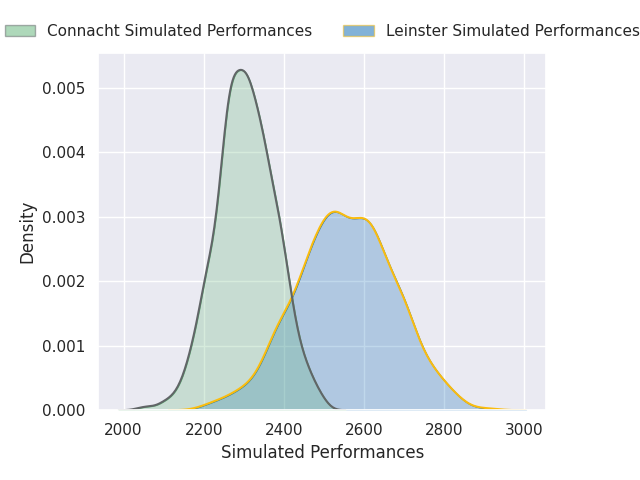 Connacht Simulated Performances
Leinster Simulated Performances
0.005
0.004
0.003
0.002
0.001
0.000
Density
2000 2200 2400 2600 2800 3000
Simulated Performances